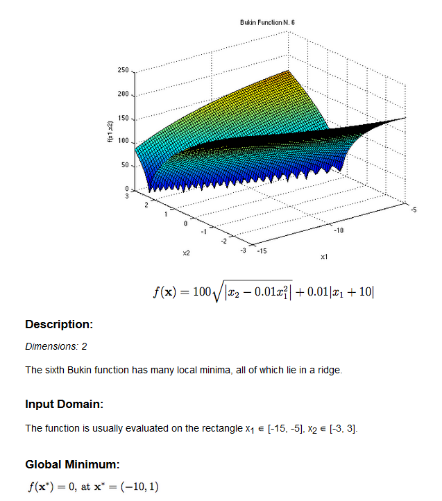 Bukin Function N. 6
250
200
150
100
50
0
f(x1,x2)
3
2
1
0
-1
-2
-3
x2
-15
-10
-5
x1
f(x) = 100√|x₂ − 0.01x₁²| + 0.01|x₁ + 10|
Description:
Dimensions: 2
The sixth Bukin function has many local minima, all of which lie in a ridge.
Input Domain:
The function is usually evaluated on the rectangle x₁ ∈ [-15, -5], x₂ ∈ [-3, 3].
Global Minimum:
f(x*) = 0, at x* = (−10, 1)